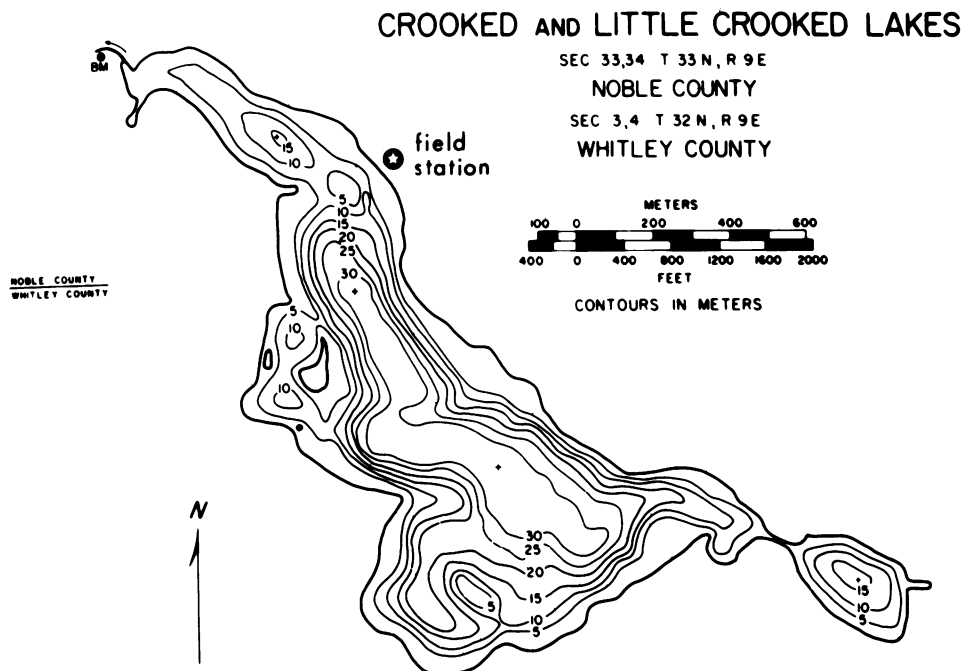 CROOKED AND LITTLE CROOKED LAKES
SEC 33,34 T 33 N, R 9 E
NOBLE COUNTY
SEC 3,4 T 32 N, R 9 E
WHITLEY COUNTY
BM
field
station
15
10
METERS
100 0 200 400 600
400 0 400 800 1200 1600 2000
FEET
CONTOURS IN METERS
5
10
15
20
25
30
NOBLE COUNTY
WHITLEY COUNTY
5
10
10
N
30
25
20
15
10
5
5
15
10
5